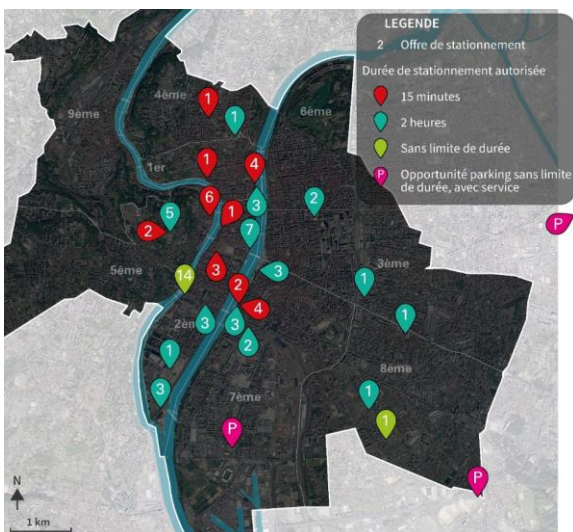 LEGENDE
2 Offre de stationnement
Durée de stationnement autorisée
15 minutes
2 heures
Sans limite de durée
P Opportunité parking sans limite
de durée, avec service
4ème
6ème
9ème
1
1
1er
1
4
6
1
3
2
5
2
7
P
5ème
14
3
3
3ème
2
1
4
1
2ème
3
3
2
1
8ème
3
1
7ème
1
P
P
N
1 km